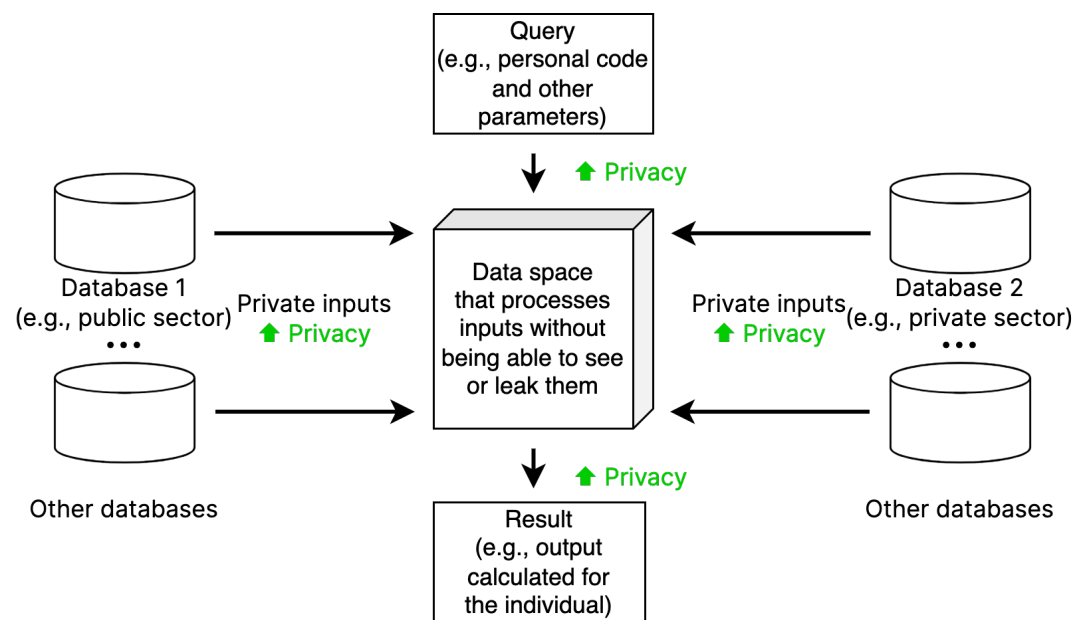 Query
(e.g., personal code
and other
parameters)
Privacy
Database 1
(e.g., public sector)
...
Private inputs
Privacy
Data space
that processes
inputs without
being able to see
or leak them
Private inputs
Privacy
Database 2
(e.g., private sector)
...
Other databases
Other databases
Privacy
Result
(e.g., output
calculated for
the individual)